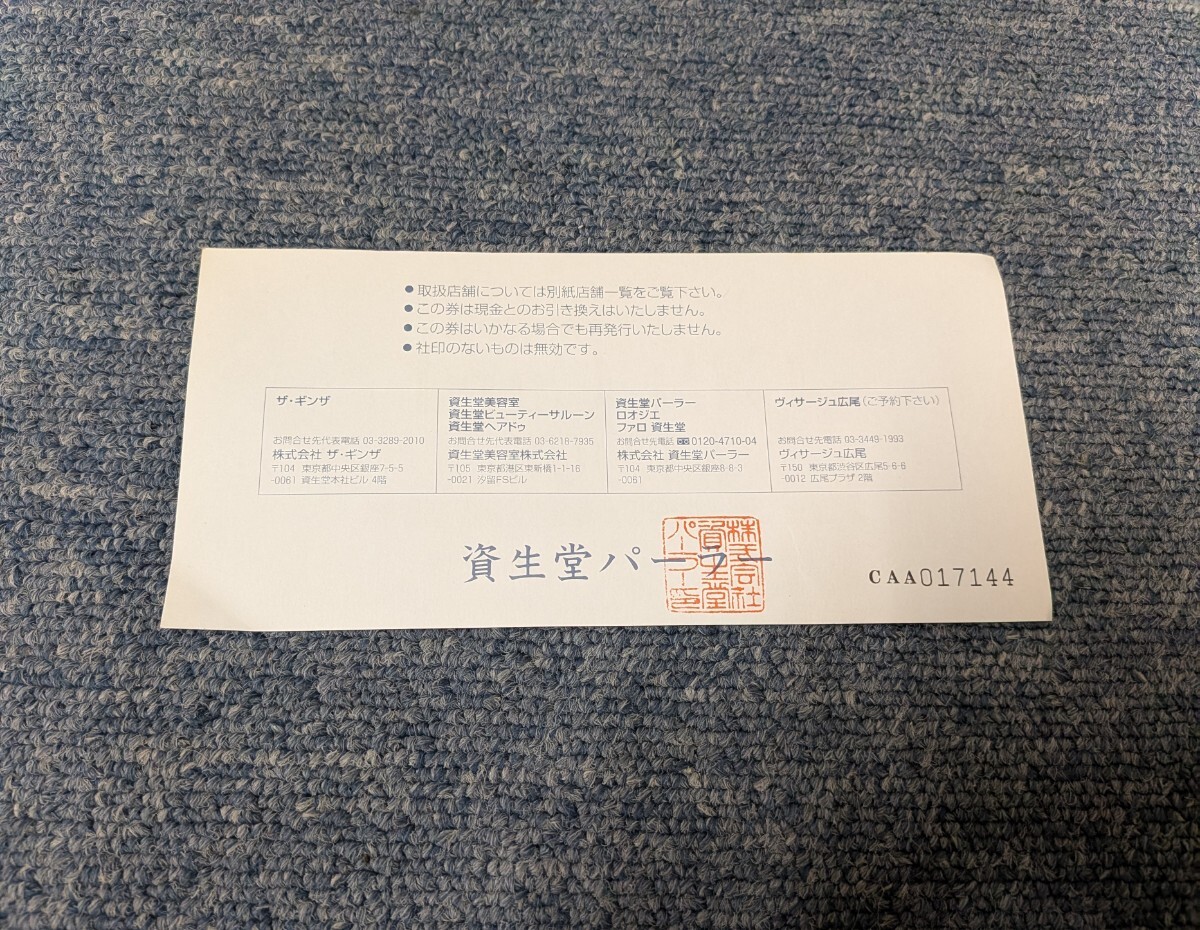 ●取扱店舗については別紙店舗一覧をご覧下さい。
●この券は現金とのお引き換えはいたしません。
●この券はいかなる場合でも再発行いたしません。
●社印のないものは無効です。
ザ・ギンザ
お問合せ先代表電話 03-3289-2010
株式会社 ザ・ギンザ
〒104 東京都中央区銀座7-5-5
-0061 資生堂本社ビル 4階
資生堂美容室
資生堂ビューティーサルーン
資生堂ヘアドゥ
お問合せ先代表電話 03-6218-7935
資生堂美容室株式会社
〒105 東京都港区東新橋1-1-16
-0021 汐留FSビル
資生堂パーラー
ロオジエ
ファロ 資生堂
お問合せ先電話 0120-4710-04
株式会社 資生堂パーラー
〒104 東京都中央区銀座8-8-3
-0061
ヴィサージュ広尾(ご予約下さい)
お問合せ先電話 03-3449-1993
ヴィサージュ広尾
〒150 東京都渋谷区広尾5-6-6
-0012 広尾プラザ 2階
資生堂パーラー
株式会社
資生堂
パーラー印
CAA017144